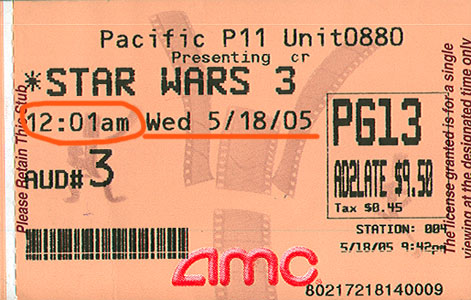 Pacific P11 Unit0880
Presenting cr
*STAR WARS 3
12:01am Wed 5/18/05
AUD# 3
PG13
AD2LATE $9.50
Tax $0.45
STATION: 004
5/18/05 9:42pm
amc
80217218140009
Please Retain This Stub
The license granted is for a single
viewing at the designated time only